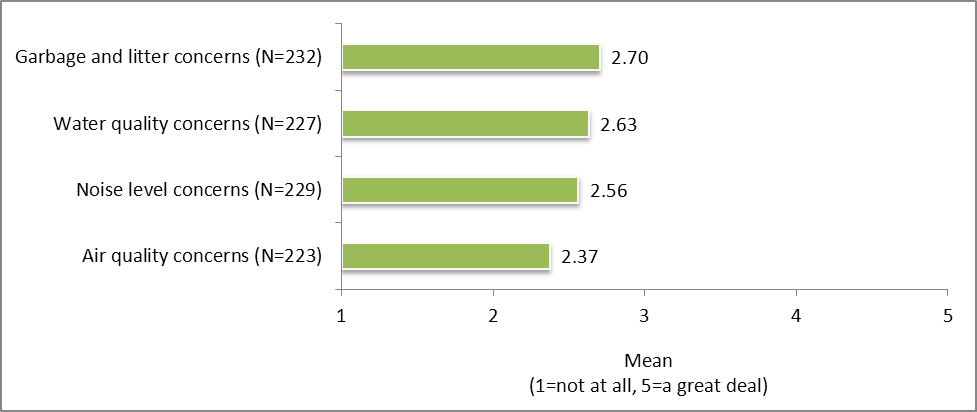 Garbage and litter concerns (N=232)
2.70
Water quality concerns (N=227)
2.63
Noise level concerns (N=229)
2.56
Air quality concerns (N=223)
2.37
1 2 3 4 5
Mean
(1=not at all, 5=a great deal)